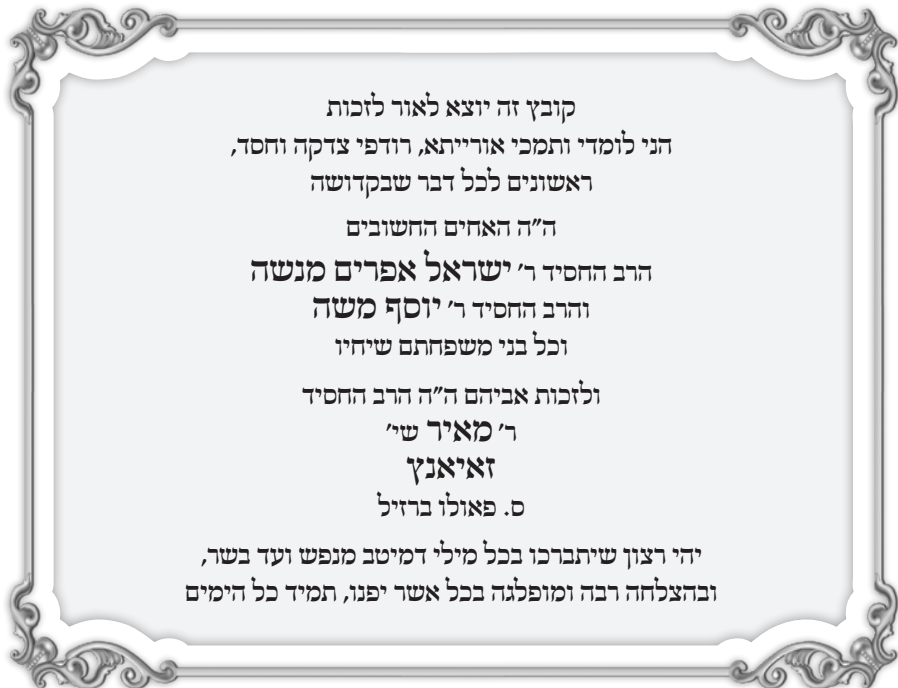 קובץ זה יוצא לאור לזכות
הני לומדי ותמכי אורייתא, רודפי צדקה וחסד,
ראשונים לכל דבר שבקדושה
ה״ה האחים החשובים
הרב החסיד ר׳ ישראל אפרים מנשה
והרב החסיד ר׳ יוסף משה
וכל בני משפחתם שיחיו
ולזכות אביהם ה״ה הרב החסיד
ר׳ מאיר שי׳
זאיאנץ
ס. פאולו ברזיל
יהי רצון שיתברכו בכל מילי דמיטב מנפש ועד בשר,
ובהצלחה רבה ומופלגה בכל אשר יפנו, תמיד כל הימים